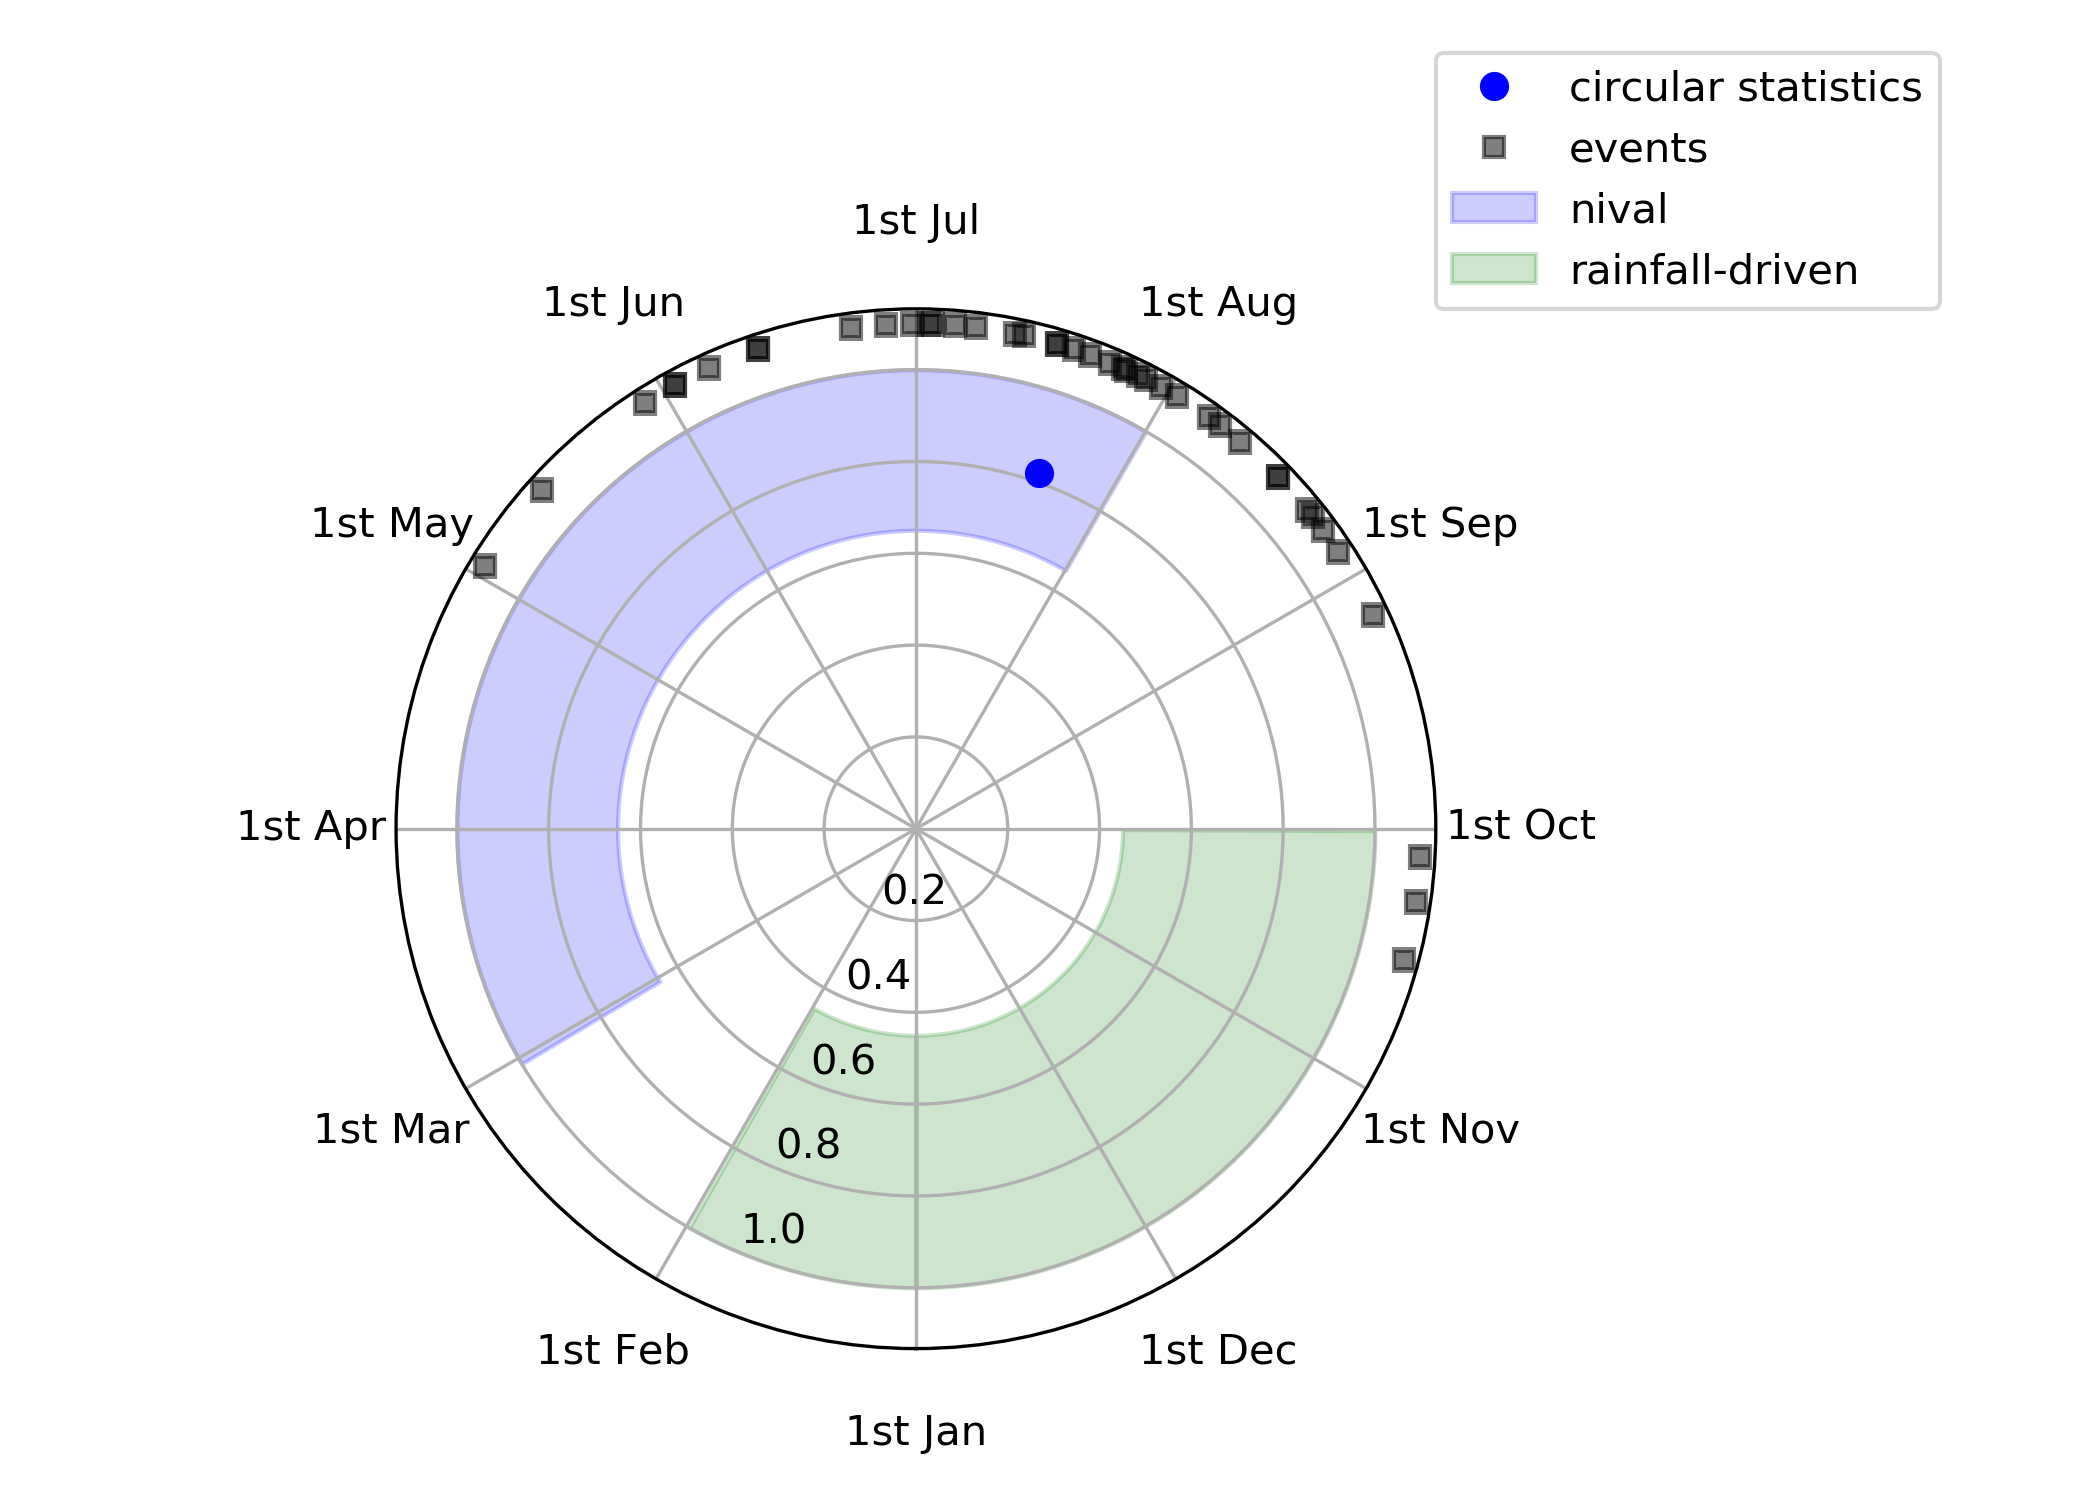 circular statistics
events
nival
rainfall-driven
1st Jul
1st Jun
1st Aug
1st May
1st Sep
1st Apr
1st Oct
0.2
0.4
0.6
0.8
1.0
1st Mar
1st Nov
1st Feb
1st Dec
1st Jan